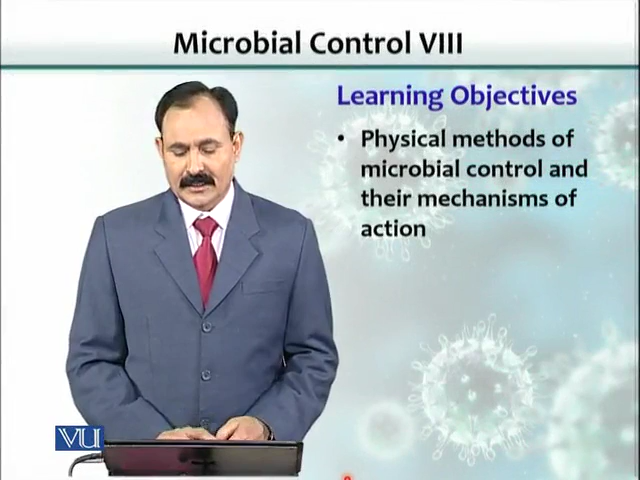 Microbial Control VIII
Learning Objectives
• Physical methods of
microbial control and
their mechanisms of
action
VU